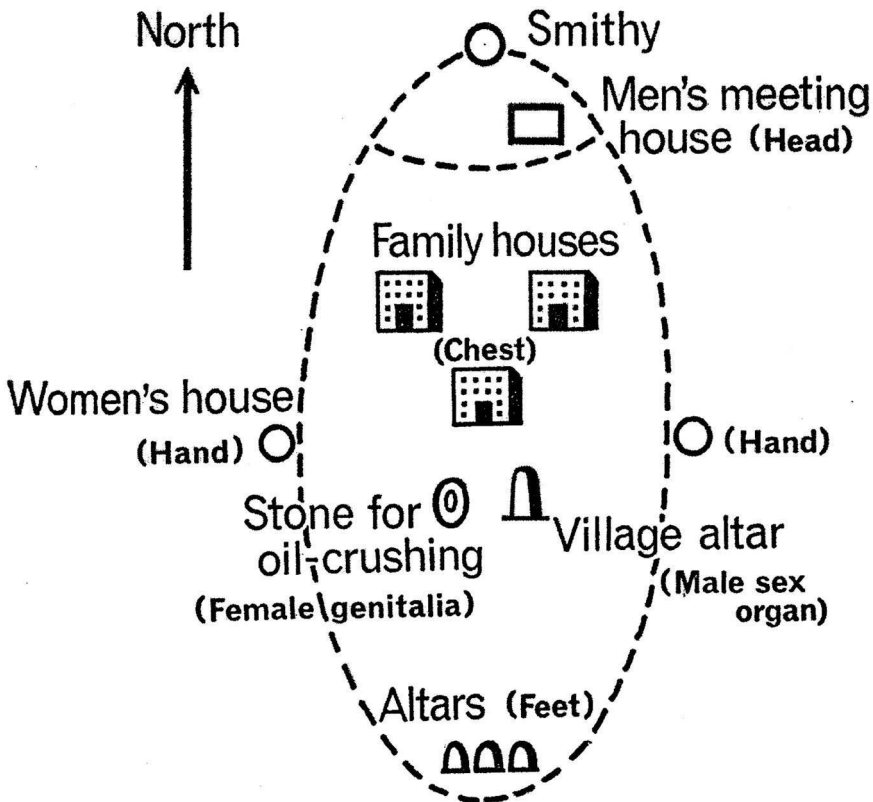 North
Smithy
Men's meeting
house (Head)
Family houses
(Chest)
Women's house
(Hand)
(Hand)
Stone for
oil-crushing
(Female genitalia)
Village altar
(Male sex
organ)
Altars (Feet)